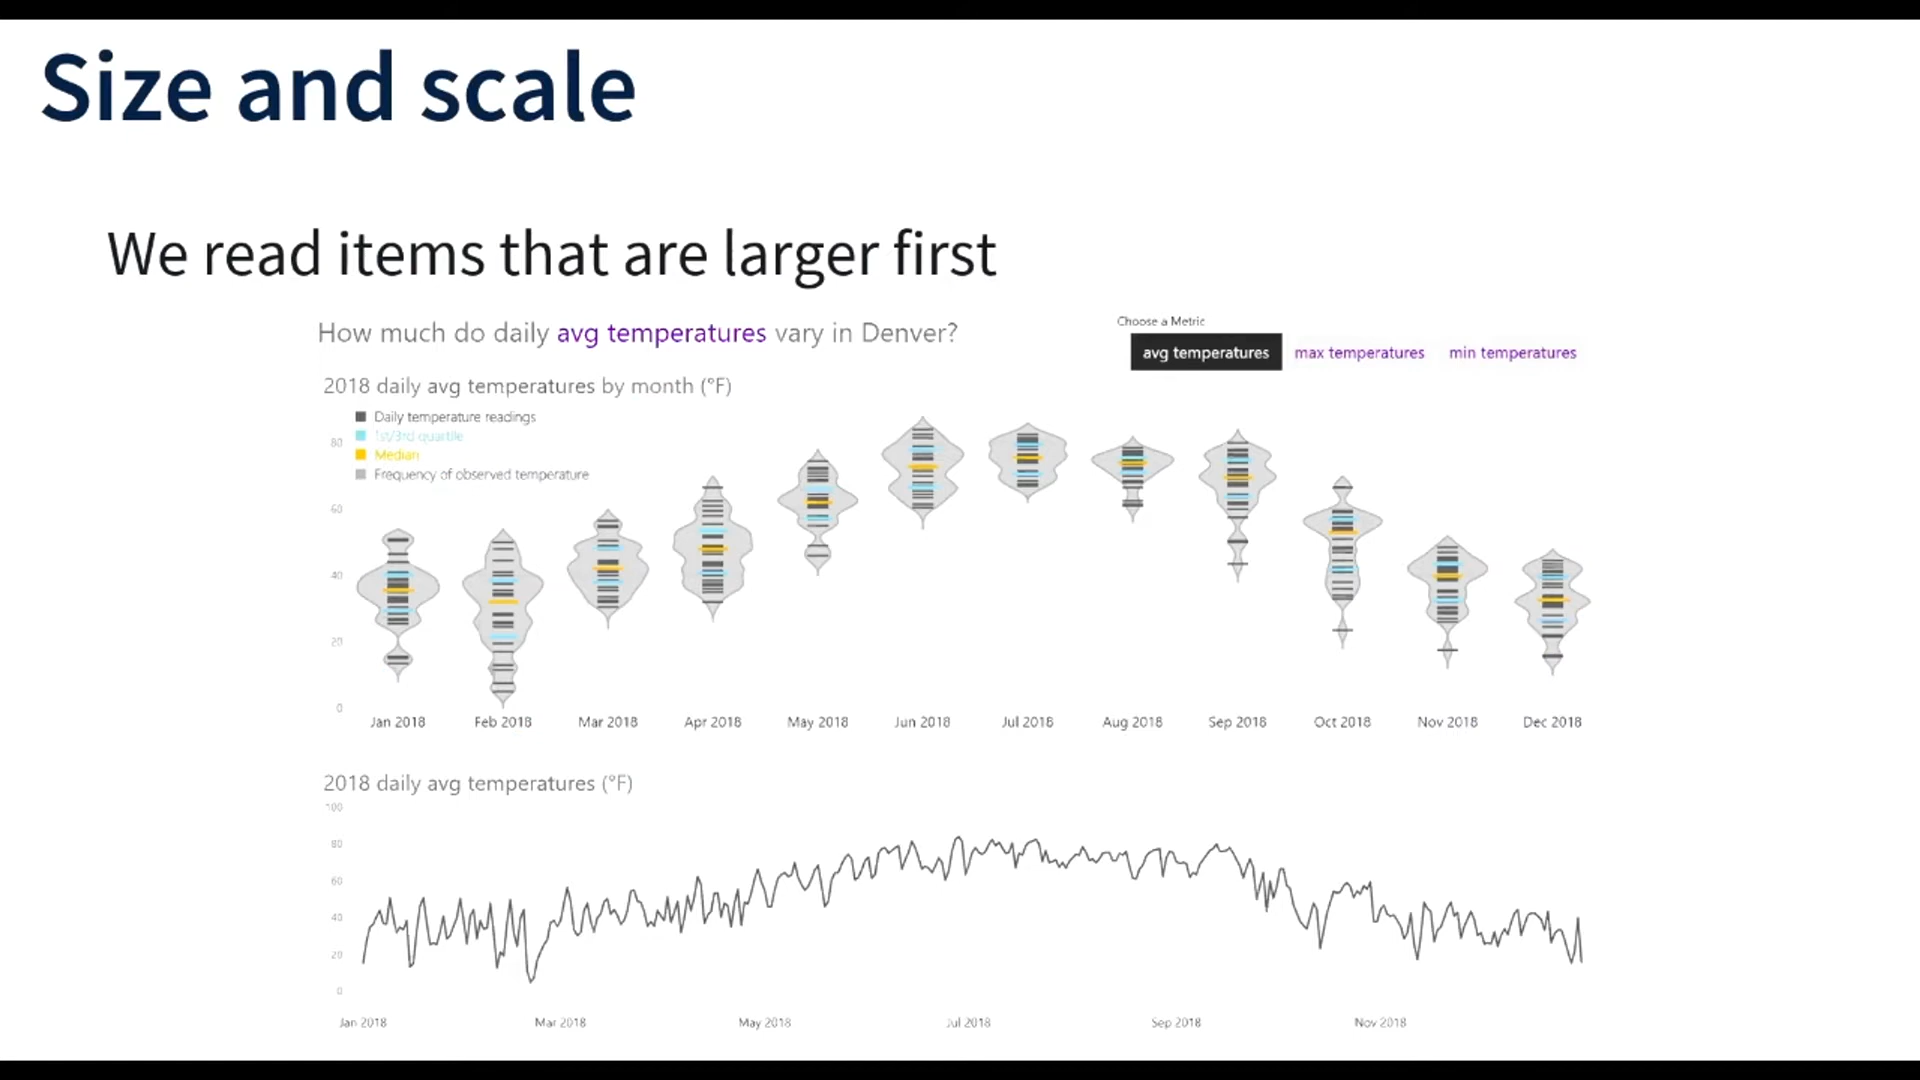 Size and scale
We read items that are larger first
How much do daily avg temperatures vary in Denver?
Choose a Metric
avg temperatures max temperatures min temperatures
2018 daily avg temperatures by month (°F)
Daily temperature readings
1st/3rd quartile
Median
Frequency of observed temperature
80
60
40
20
0
Jan 2018 Feb 2018 Mar 2018 Apr 2018 May 2018 Jun 2018 Jul 2018 Aug 2018 Sep 2018 Oct 2018 Nov 2018 Dec 2018
2018 daily avg temperatures (°F)
100
80
60
40
20
0
Jan 2018 Mar 2018 May 2018 Jul 2018 Sep 2018 Nov 2018